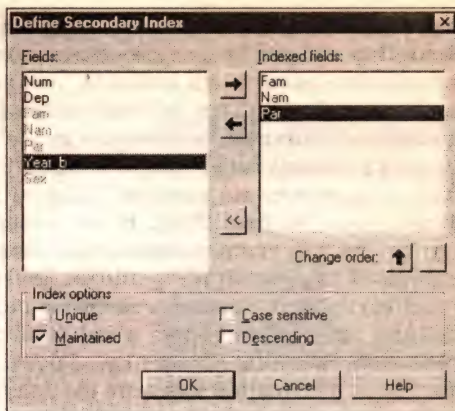 Define Secondary Index
Fields:
Num
Dep
Fam
Nam
Par
Year_b
Sex
Indexed fields:
Fam
Nam
Par
Change order:
Index options
Unique
Maintained
Case sensitive
Descending
OK
Cancel
Help